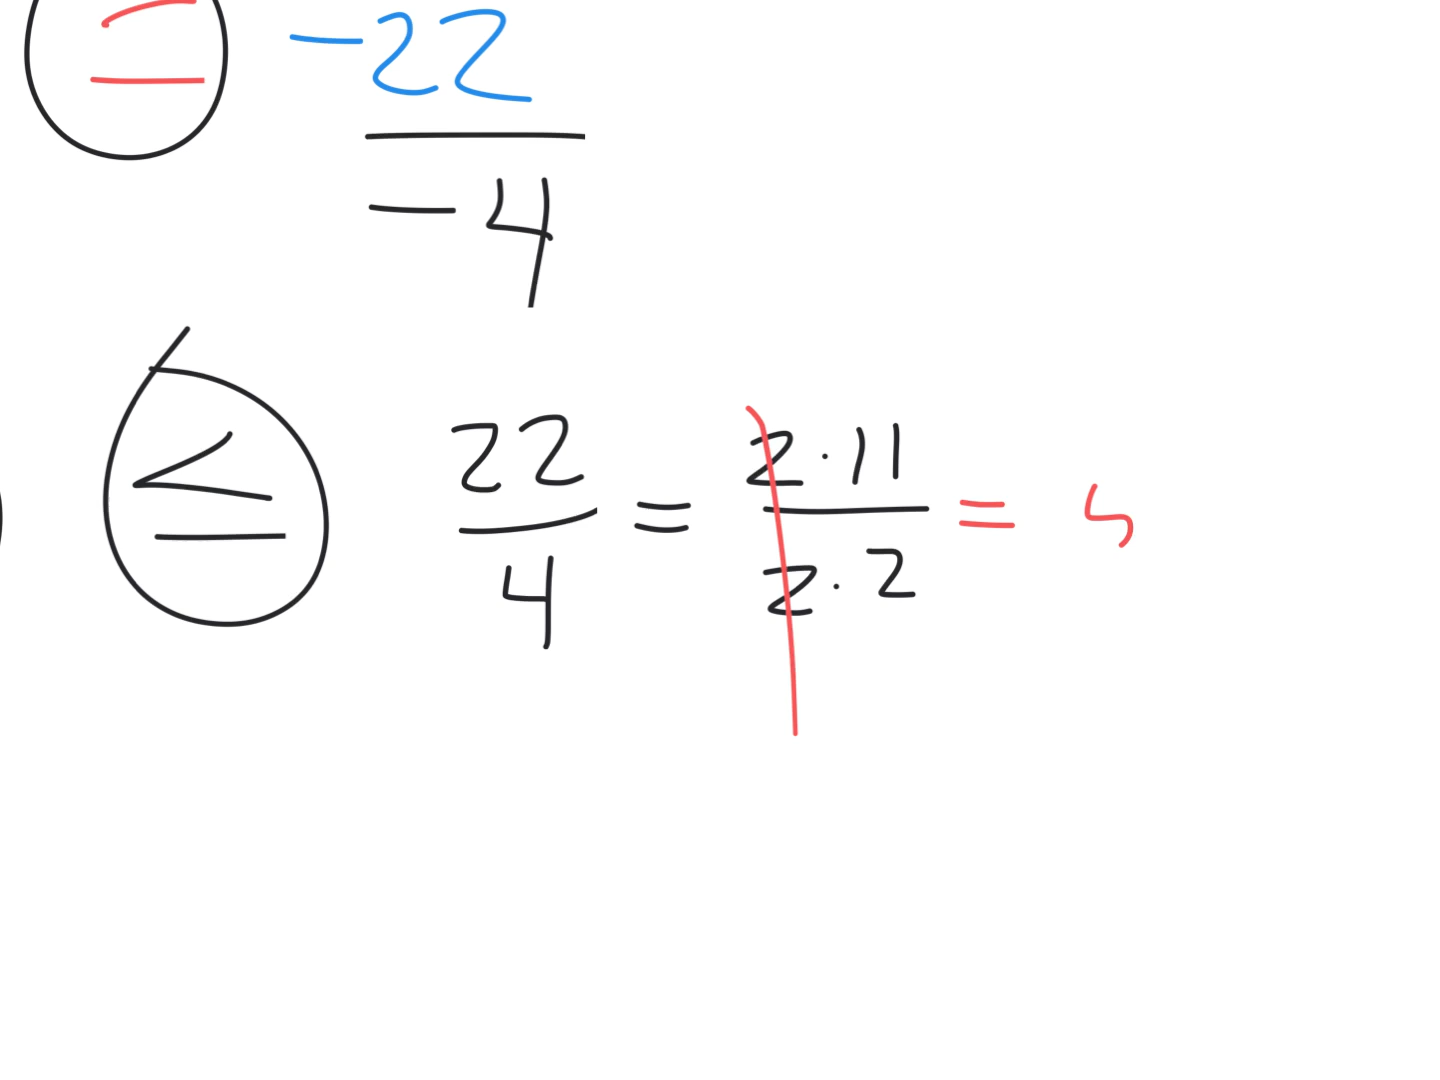 ≤ -22
-4
≤ 22/4 = 2·11/2·2 = 5